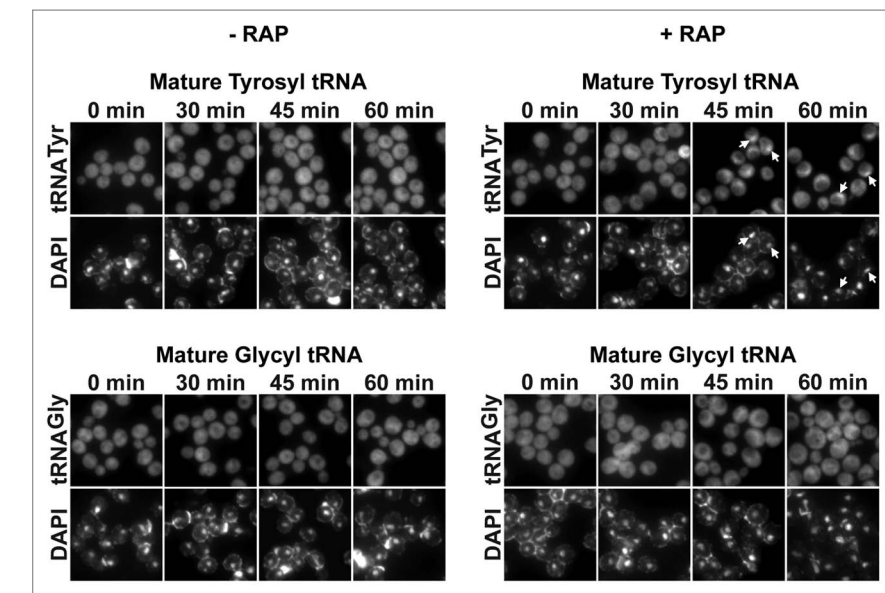 - RAP
+ RAP
Mature Tyrosyl tRNA
0 min 30 min 45 min 60 min
tRNATyr
DAPI
Mature Tyrosyl tRNA
0 min 30 min 45 min 60 min
tRNATyr
DAPI
Mature Glycyl tRNA
0 min 30 min 45 min 60 min
tRNAGly
DAPI
Mature Glycyl tRNA
0 min 30 min 45 min 60 min
tRNAGly
DAPI